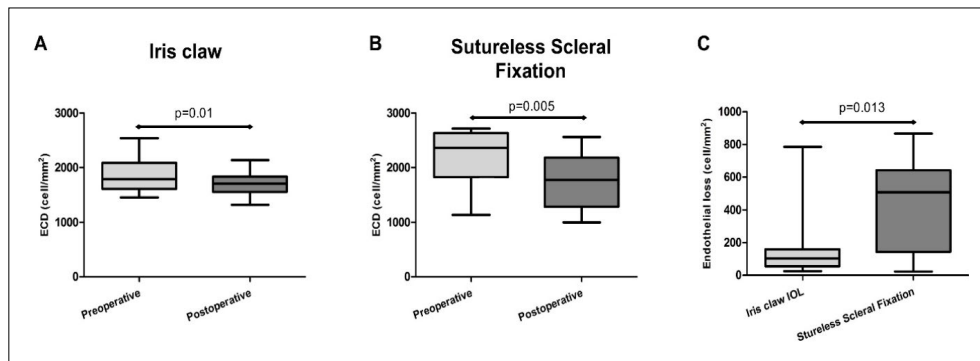 A
Iris claw
p=0.01
3000
2000
1000
0
ECD (cell/mm²)
Preoperative
Postoperative
B
Sutureless Scleral
Fixation
p=0.005
3000
2000
1000
0
ECD (cell/mm²)
Preoperative
Postoperative
C
p=0.013
1000
800
600
400
200
0
Endothelial loss (cell/mm²)
Iris claw IOL
Stureless Scleral Fixation